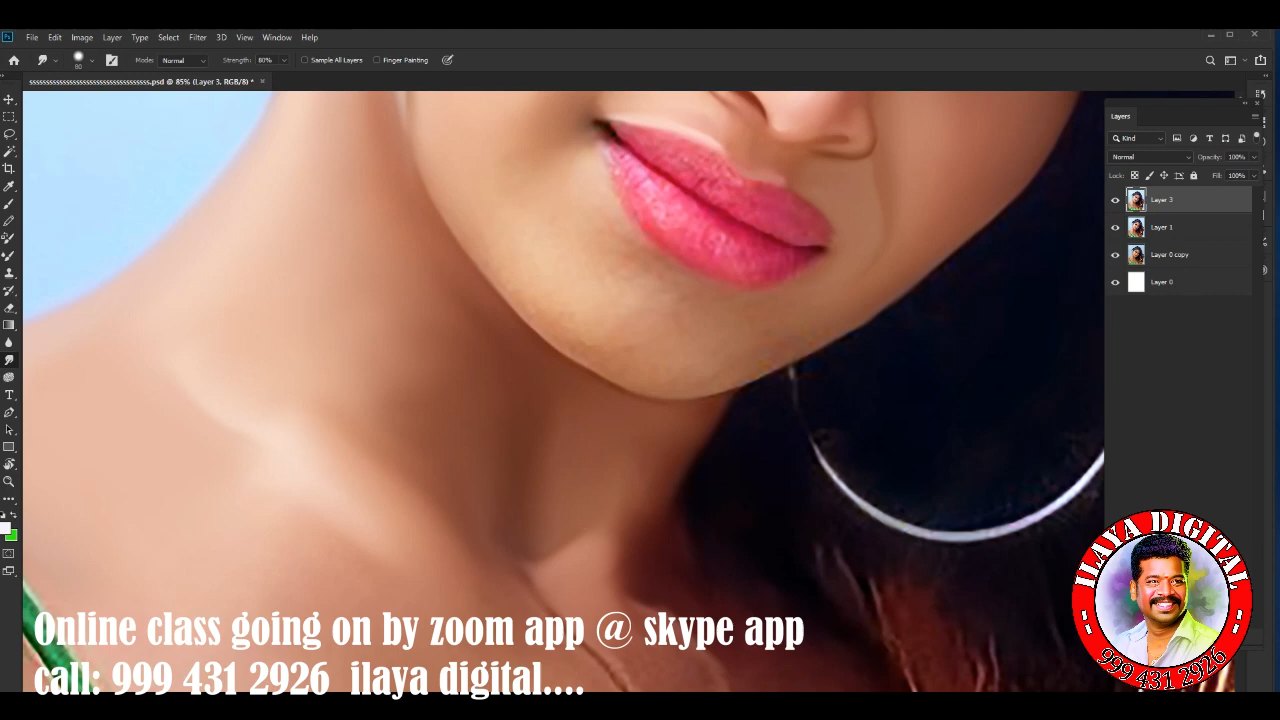 Ps File Edit Image Layer Type Select Filter 3D View Window Help
80 Mode: Normal Strength: 80% Sample All Layers Finger Painting
.psd @ 85% (Layer 3, RGB/8) *
Layers
Kind
Normal Opacity: 100%
Lock: Fill: 100%
Layer 3
Layer 1
Layer 0 copy
Layer 0
ILAYA DIGITAL
999 431 2926
Online class going on by zoom app @ skype app
call: 999 431 2926 ilaya digital....